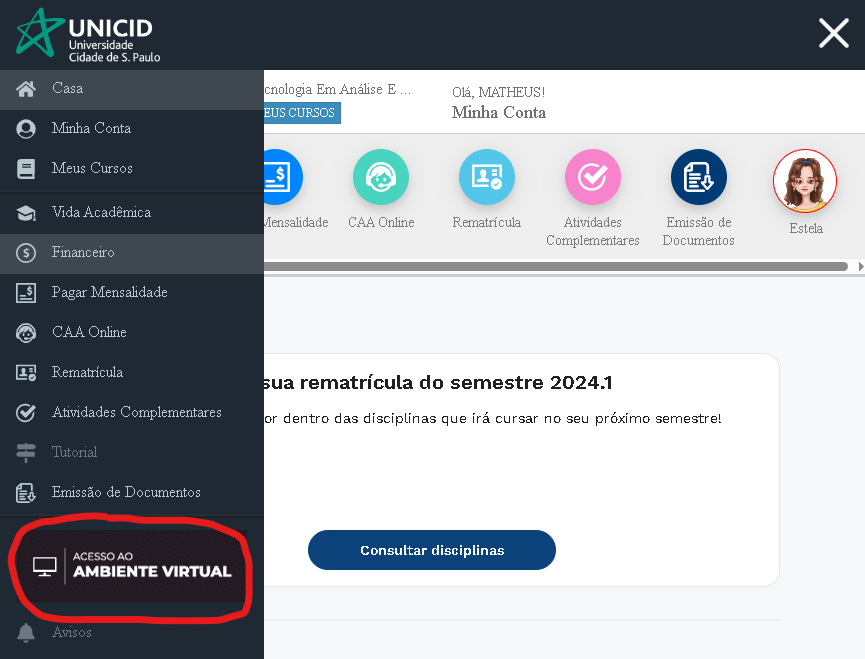 UNICID
Universidade
Cidade de S. Paulo
Casa
Minha Conta
Meus Cursos
Vida Acadêmica
Financeiro
Pagar Mensalidade
CAA Online
Rematrícula
Atividades Complementares
Tutorial
Emissão de Documentos
ACESSO AO
AMBIENTE VIRTUAL
Avisos
cnologia Em Análise E ...
EUS CURSOS
Olá, MATHEUS!
Minha Conta
Mensalidade
CAA Online
Rematrícula
Atividades
Complementares
Emissão de
Documentos
Estela
sua rematrícula do semestre 2024.1
or dentro das disciplinas que irá cursar no seu próximo semestre!
Consultar disciplinas